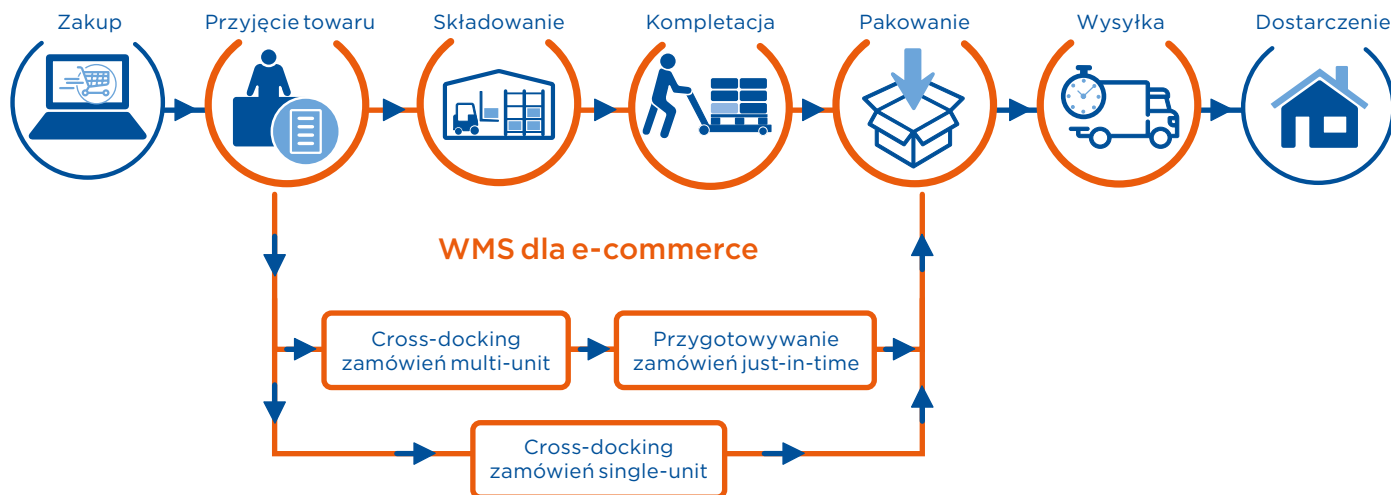 Zakup
Przyjęcie towaru
Składowanie
Kompletacja
Pakowanie
Wysyłka
Dostarczenie
WMS dla e-commerce
Cross-docking
zamówień multi-unit
Przygotowywanie
zamówień just-in-time
Cross-docking
zamówień single-unit